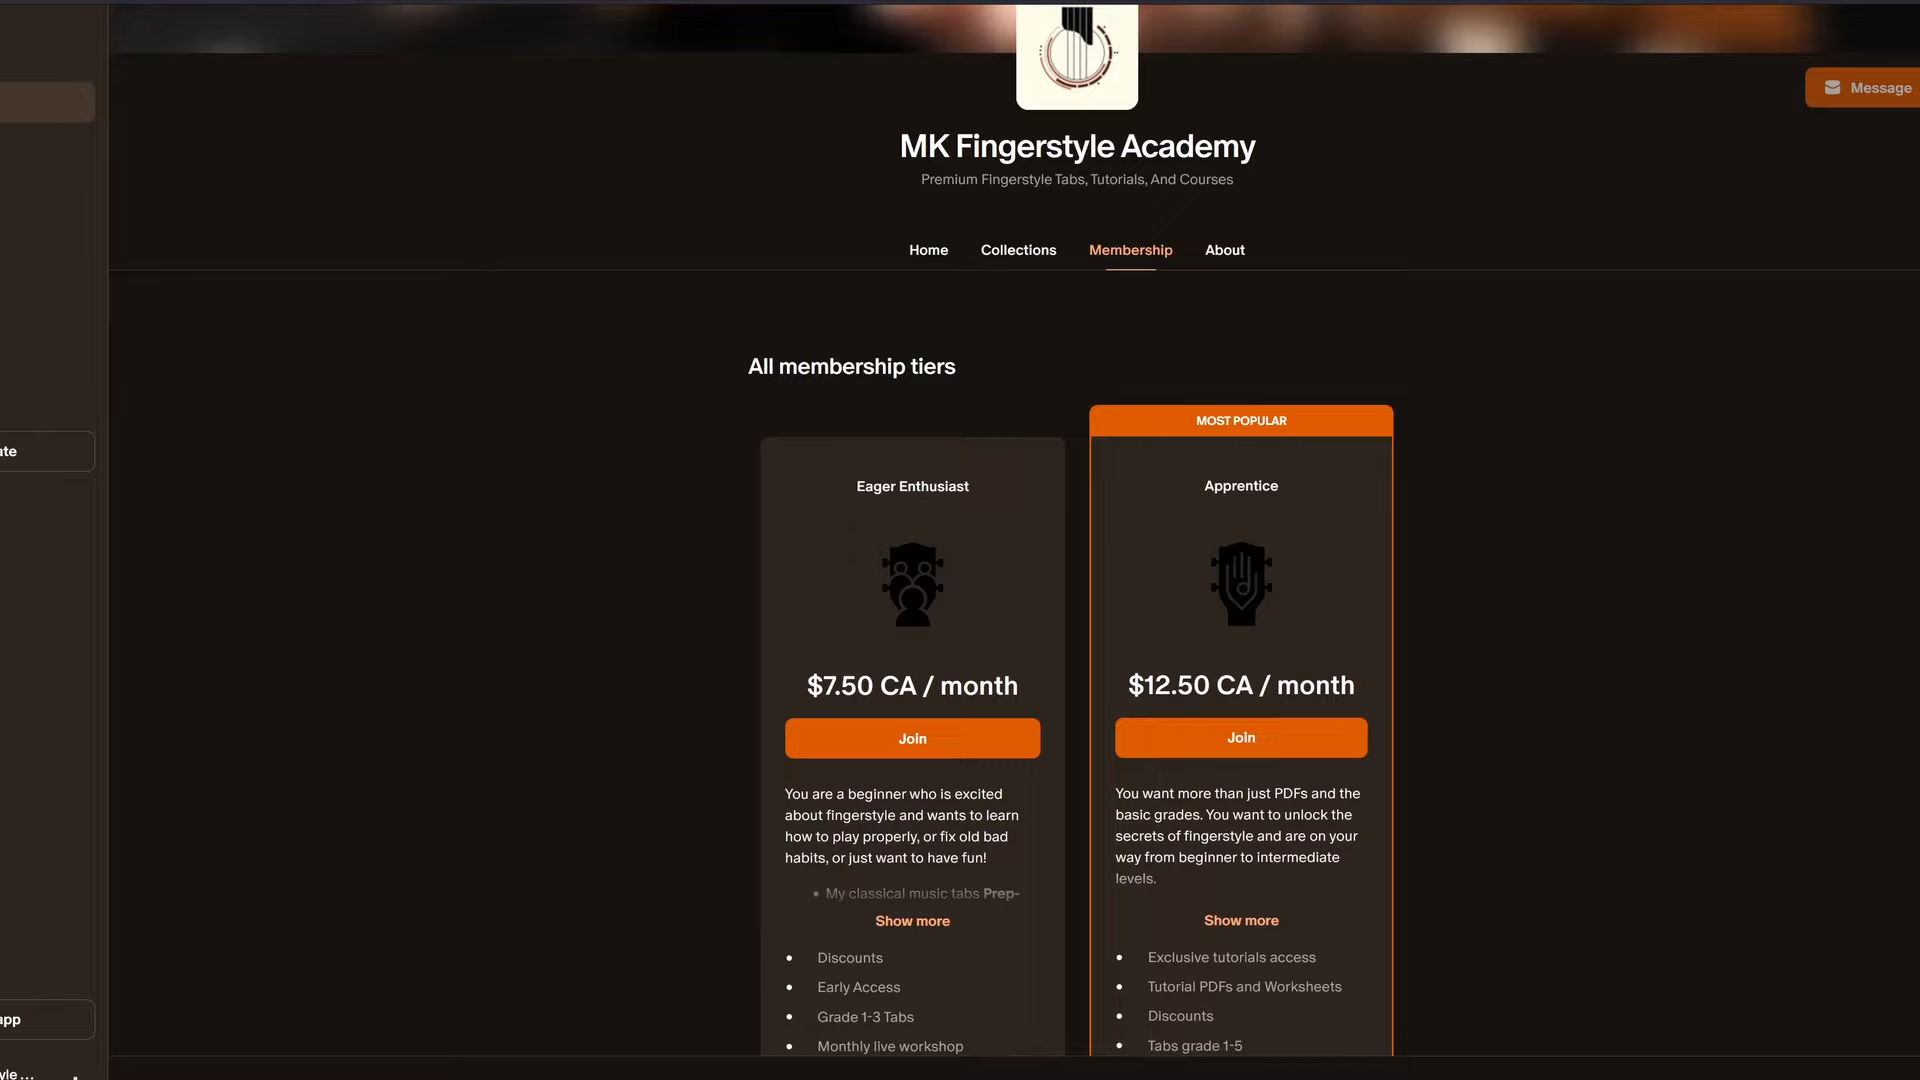 Message
MK Fingerstyle Academy
Premium Fingerstyle Tabs, Tutorials, And Courses
Home
Collections
Membership
About
All membership tiers
Eager Enthusiast
$7.50 CA / month
Join
You are a beginner who is excited
about fingerstyle and wants to learn
how to play properly, or fix old bad
habits, or just want to have fun!
• My classical music tabs Prep-
Show more
• Discounts
• Early Access
• Grade 1-3 Tabs
• Monthly live workshop
MOST POPULAR
Apprentice
$12.50 CA / month
Join
You want more than just PDFs and the
basic grades. You want to unlock the
secrets of fingerstyle and are on your
way from beginner to intermediate
levels.
Show more
• Exclusive tutorials access
• Tutorial PDFs and Worksheets
• Discounts
• Tabs grade 1-5